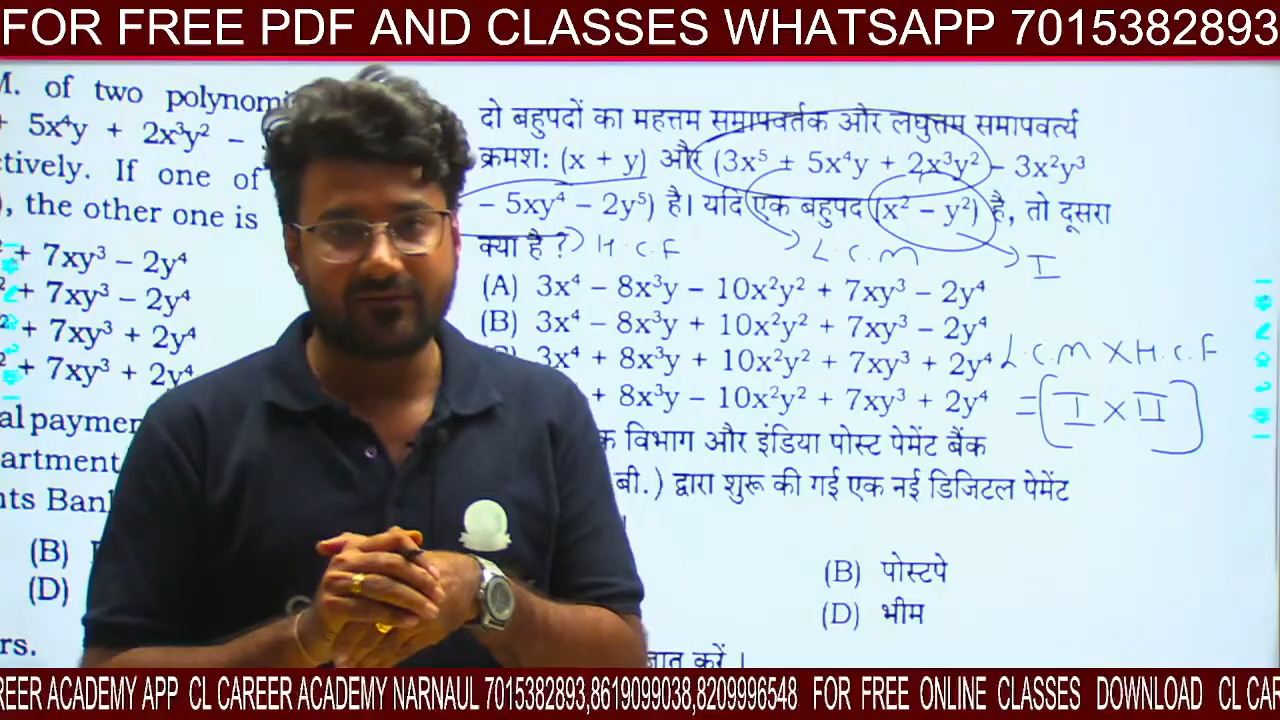 FOR FREE PDF AND CLASSES WHATSAPP 7015382893
of two polynomi
5x⁴y + 2x³y² –
ctively. If one of
), the other one is
+ 7xy³ – 2y⁴
+ 7xy³ – 2y⁴
+ 7xy³ + 2y⁴
+ 7xy³ + 2y⁴
al paymen
artment
nts Bank
(B)
(D)
rs.
दो बहुपदों का महत्तम समापवर्तक और लघुत्तम समापवर्त्य
क्रमश: (x + y) और (3x⁵ + 5x⁴y + 2x³y² – 3x²y³
– 5xy⁴ – 2y⁵) है। यदि एक बहुपद (x² – y²) है, तो दूसरा
क्या है ?
H.C.F
L.C.M
I
(A) 3x⁴ – 8x³y – 10x²y² + 7xy³ – 2y⁴
(B) 3x⁴ – 8x³y + 10x²y² + 7xy³ – 2y⁴
3x⁴ + 8x³y + 10x²y² + 7xy³ + 2y⁴
+ 8x³y – 10x²y² + 7xy³ + 2y⁴
L.C.M X H.C.F
= [I X II]
क विभाग और इंडिया पोस्ट पेमेंट बैंक
बी.) द्वारा शुरू की गई एक नई डिजिटल पेमेंट
(B) पोस्टपे
(D) भीम
ज्ञात करें ।
REER ACADEMY APP CL CAREER ACADEMY NARNAUL 7015382893,8619099038,8209996548 FOR FREE ONLINE CLASSES DOWNLOAD CL CAR